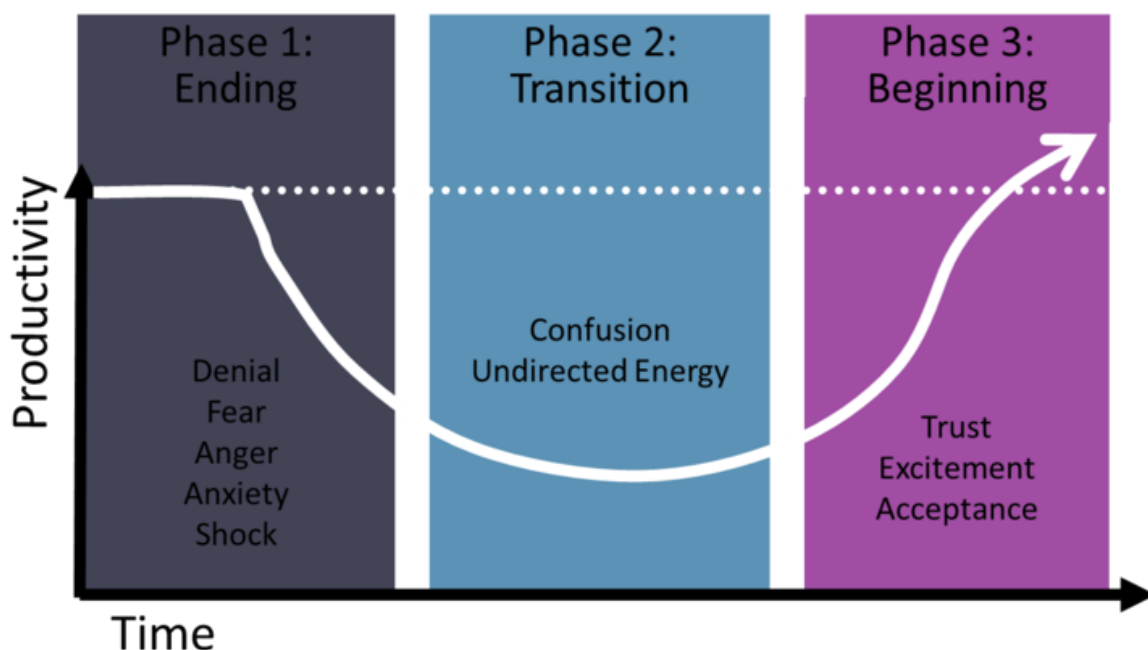 Phase 1:
Ending
Phase 2:
Transition
Phase 3:
Beginning
Productivity
Denial
Fear
Anger
Anxiety
Shock
Confusion
Undirected Energy
Trust
Excitement
Acceptance
Time